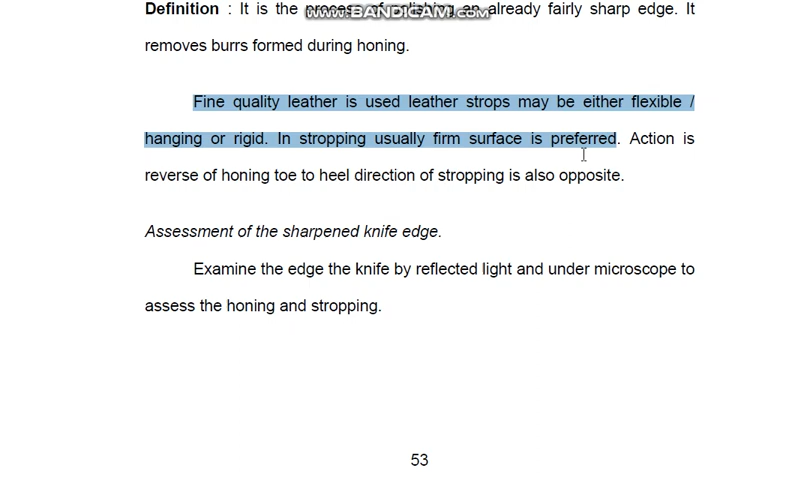 Definition : It is the process of polishing an already fairly sharp edge. It
www.BANDICAM.com
removes burrs formed during honing.
Fine quality leather is used leather strops may be either flexible /
hanging or rigid. In stropping usually firm surface is preferred. Action is
reverse of honing toe to heel direction of stropping is also opposite.
Assessment of the sharpened knife edge.
Examine the edge the knife by reflected light and under microscope to
assess the honing and stropping.
53